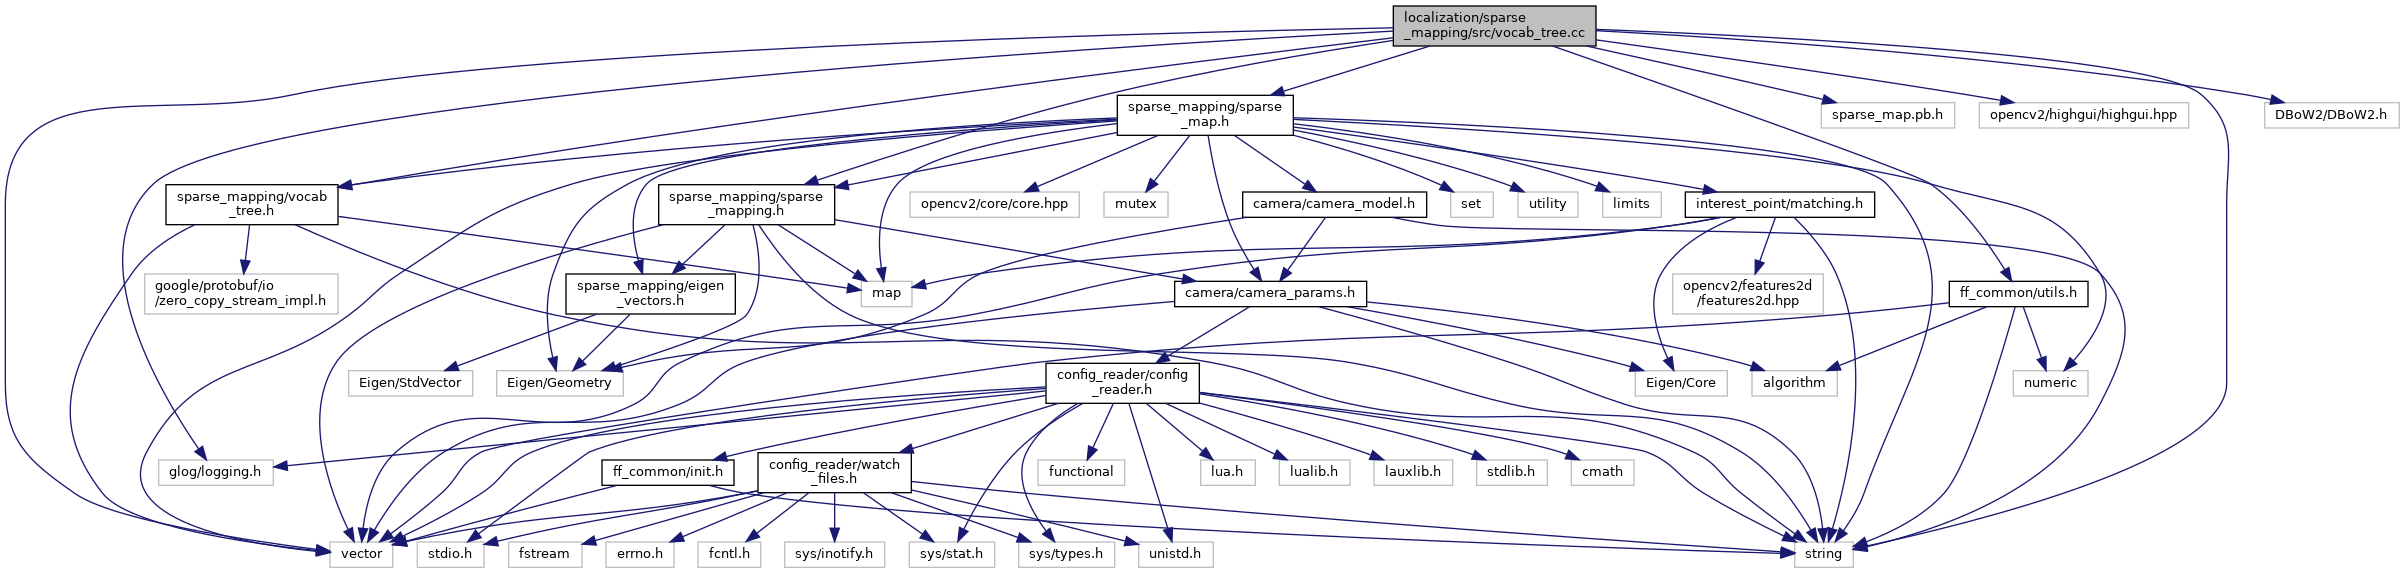 localization/sparse
_mapping/src/vocab_tree.cc
sparse_mapping/sparse
_map.h
sparse_map.pb.h
opencv2/highgui/highgui.hpp
DBoW2/DBoW2.h
sparse_mapping/vocab
_tree.h
sparse_mapping/sparse
_mapping.h
opencv2/core/core.hpp
mutex
camera/camera_model.h
set
utility
limits
interest_point/matching.h
google/protobuf/io
/zero_copy_stream_impl.h
sparse_mapping/eigen
_vectors.h
map
camera/camera_params.h
opencv2/features2d
/features2d.hpp
ff_common/utils.h
Eigen/StdVector
Eigen/Geometry
config_reader/config
_reader.h
Eigen/Core
algorithm
numeric
glog/logging.h
ff_common/init.h
config_reader/watch
_files.h
functional
lua.h
lualib.h
lauxlib.h
stdlib.h
cmath
vector
stdio.h
fstream
errno.h
fcntl.h
sys/inotify.h
sys/stat.h
sys/types.h
unistd.h
string